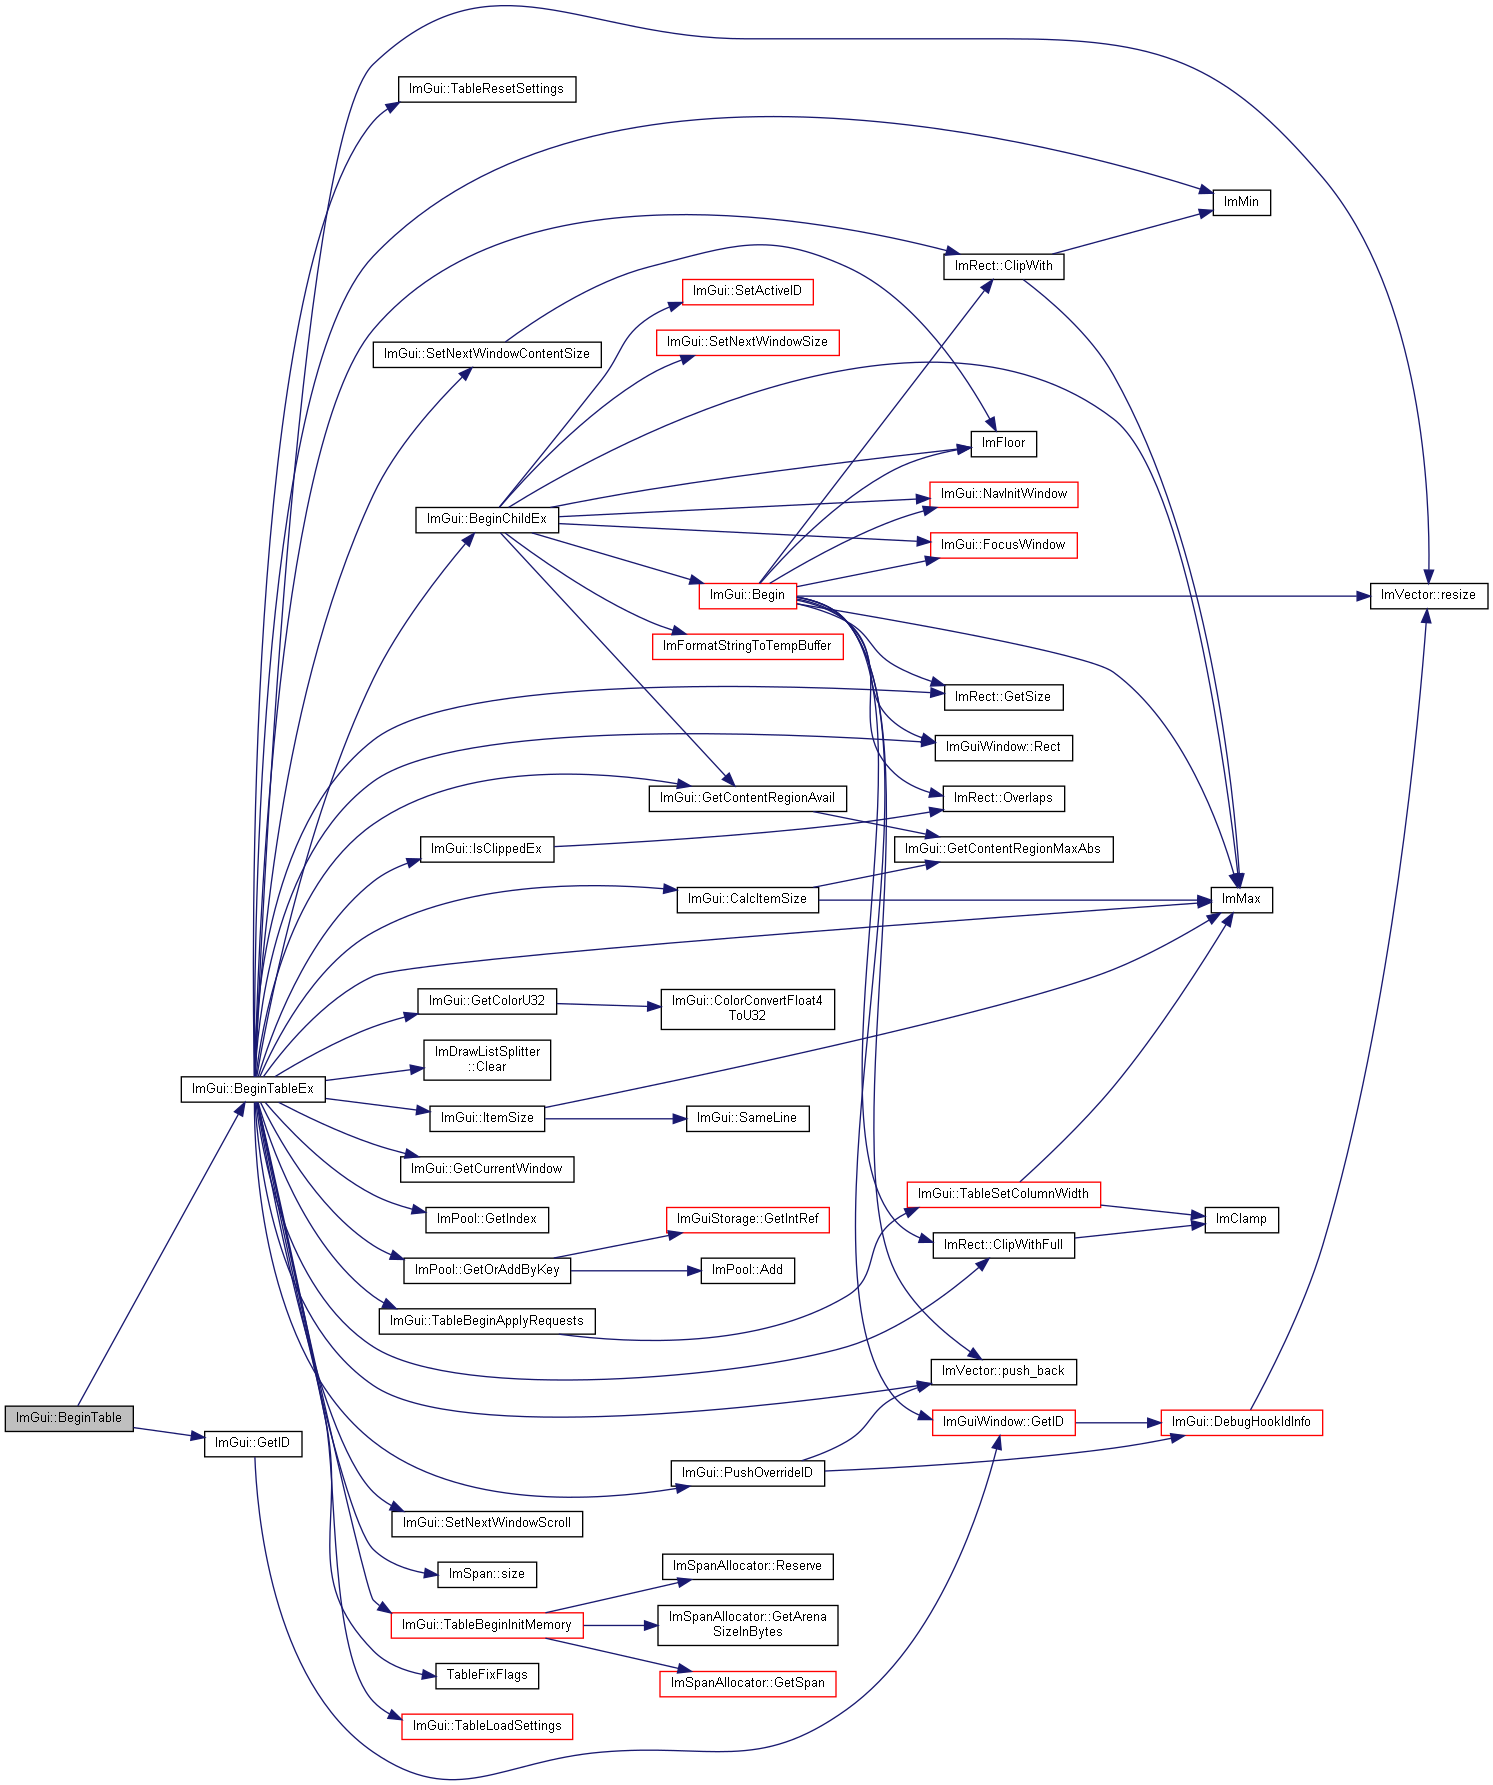 ImGui::TableResetSettings
ImMin
ImRect::ClipWith
ImGui::SetActiveID
ImGui::SetNextWindowSize
ImGui::SetNextWindowContentSize
ImFloor
ImGui::NavInitWindow
ImGui::BeginChildEx
ImGui::FocusWindow
ImGui::Begin
ImVector::resize
ImFormatStringToTempBuffer
ImRect::GetSize
ImGuiWindow::Rect
ImGui::GetContentRegionAvail
ImRect::Overlaps
ImGui::IsClippedEx
ImGui::GetContentRegionMaxAbs
ImGui::CalcItemSize
ImMax
ImGui::GetColorU32
ImGui::ColorConvertFloat4
ToU32
ImDrawListSplitter
::Clear
ImGui::BeginTableEx
ImGui::ItemSize
ImGui::SameLine
ImGui::GetCurrentWindow
ImGui::TableSetColumnWidth
ImPool::GetIndex
ImGuiStorage::GetIntRef
ImClamp
ImRect::ClipWithFull
ImPool::GetOrAddByKey
ImPool::Add
ImGui::TableBeginApplyRequests
ImVector::push_back
ImGui::BeginTable
ImGuiWindow::GetID
ImGui::DebugHookIdInfo
ImGui::GetID
ImGui::PushOverrideID
ImGui::SetNextWindowScroll
ImSpan::size
ImSpanAllocator::Reserve
ImGui::TableBeginInitMemory
ImSpanAllocator::GetArena
SizeInBytes
TableFixFlags
ImSpanAllocator::GetSpan
ImGui::TableLoadSettings